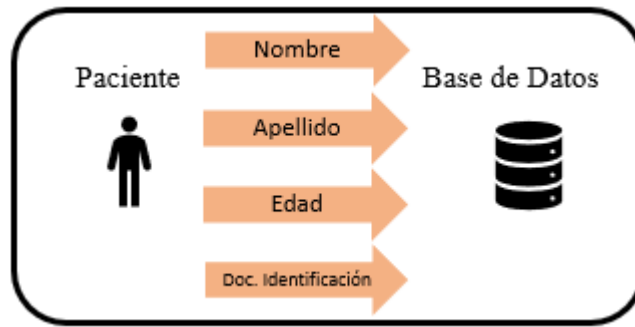 Paciente
Nombre
Apellido
Edad
Doc. Identificación
Base de Datos